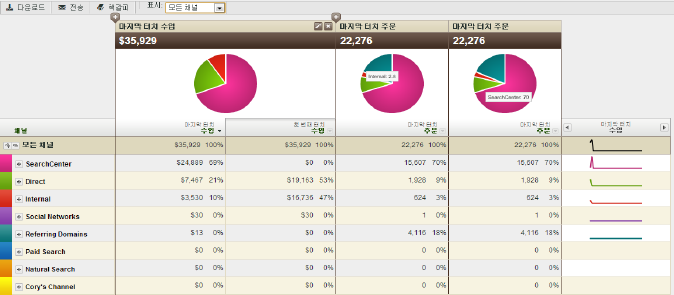 다운로드 전송 책갈피 표시: 모든 채널
마지막 터치 수입 마지막 터치 주문 마지막 터치 주문
$35,929 22,276 22,276
Internal: 2.8
SearchCenter: 70
채널 마지막 터치 수입 첫 번째 터치 수입 마지막 터치 주문 마지막 터치 주문 마지막 터치 수입
모든 채널 $35,929 100% $35,929 100% 22,276 100% 22,276 100%
SearchCenter $24,889 69% $0 0% 15,607 70% 15,607 70%
Direct $7,467 21% $19,163 53% 1,928 9% 1,928 9%
Internal $3,530 10% $16,736 47% 624 3% 624 3%
Social Networks $30 0% $30 0% 1 0% 1 0%
Referring Domains $13 0% $0 0% 4,116 18% 4,116 18%
Paid Search $0 0% $0 0% 0 0% 0 0%
Natural Search $0 0% $0 0% 0 0% 0 0%
Cory's Channel $0 0% $0 0% 0 0% 0 0%